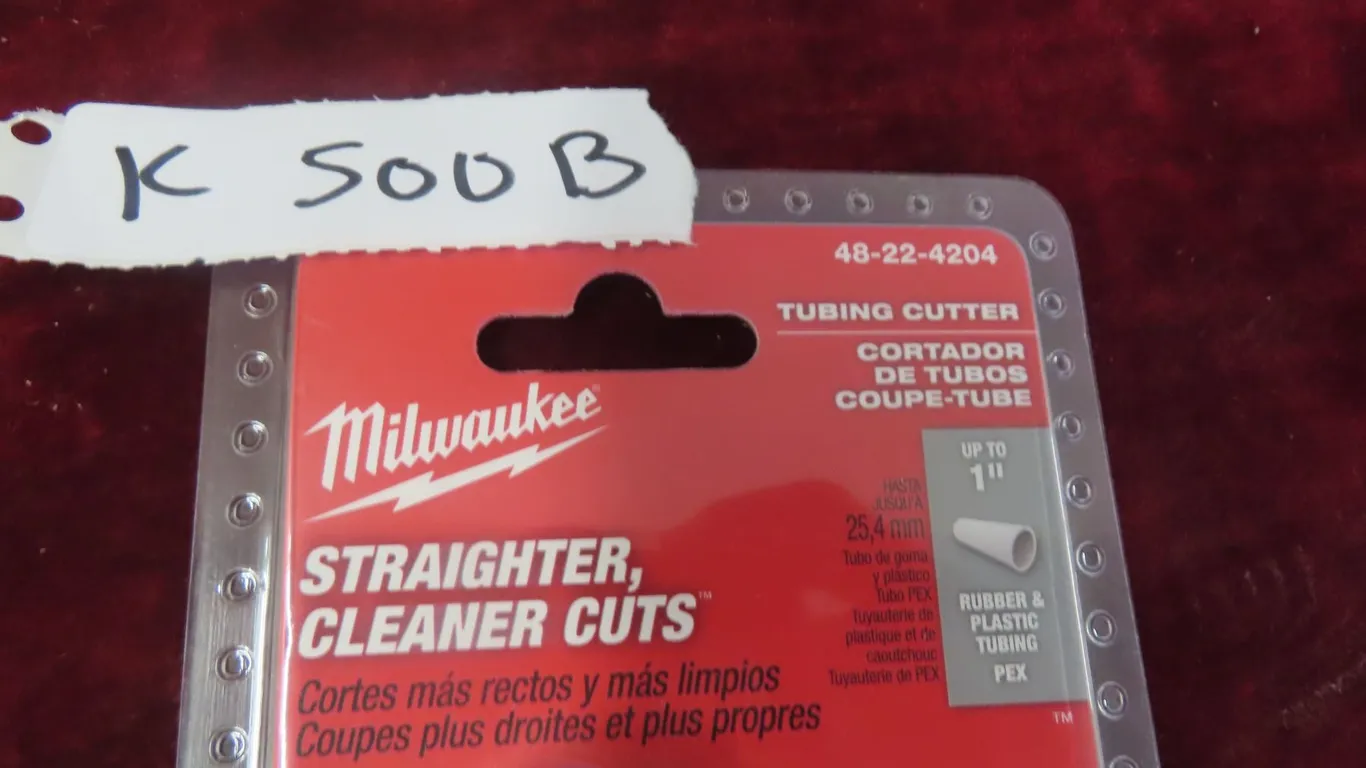 K 500B
48-22-4204
TUBING CUTTER
CORTADOR
DE TUBOS
COUPE-TUBE
Milwaukee®
UP TO
1"
HASTA
JUSQU'À
25,4 mm
Tubo de goma
y plástico
Tubo PEX
Tuyauterie de
plastique et de
caoutchouc
Tuyauterie de PEX
RUBBER &
PLASTIC
TUBING
PEX
STRAIGHTER,
CLEANER CUTS™
Cortes más rectos y más limpios
Coupes plus droites et plus propres
TM